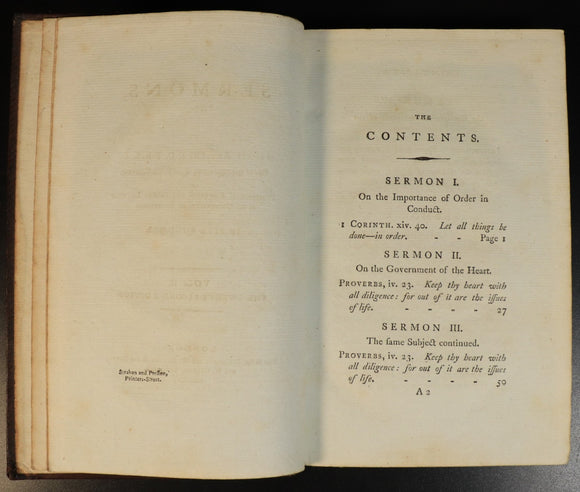 Strahan and Preston,
Printers-Street.
THE
CONTENTS.
SERMON I.
On the Importance of Order in
Conduct.
1 CORINTH. xiv. 40. Let all things be
done—in order. - - Page 1
SERMON II.
On the Government of the Heart.
PROVERBS, iv. 23. Keep thy heart with
all diligence: for out of it are the iſſues
of life. - - - - 27
SERMON III.
The same Subject continued.
PROVERBS, iv. 23. Keep thy heart with
all diligence: for out of it are the iſſues
of life. - - - - 50
A 2
SERMONS